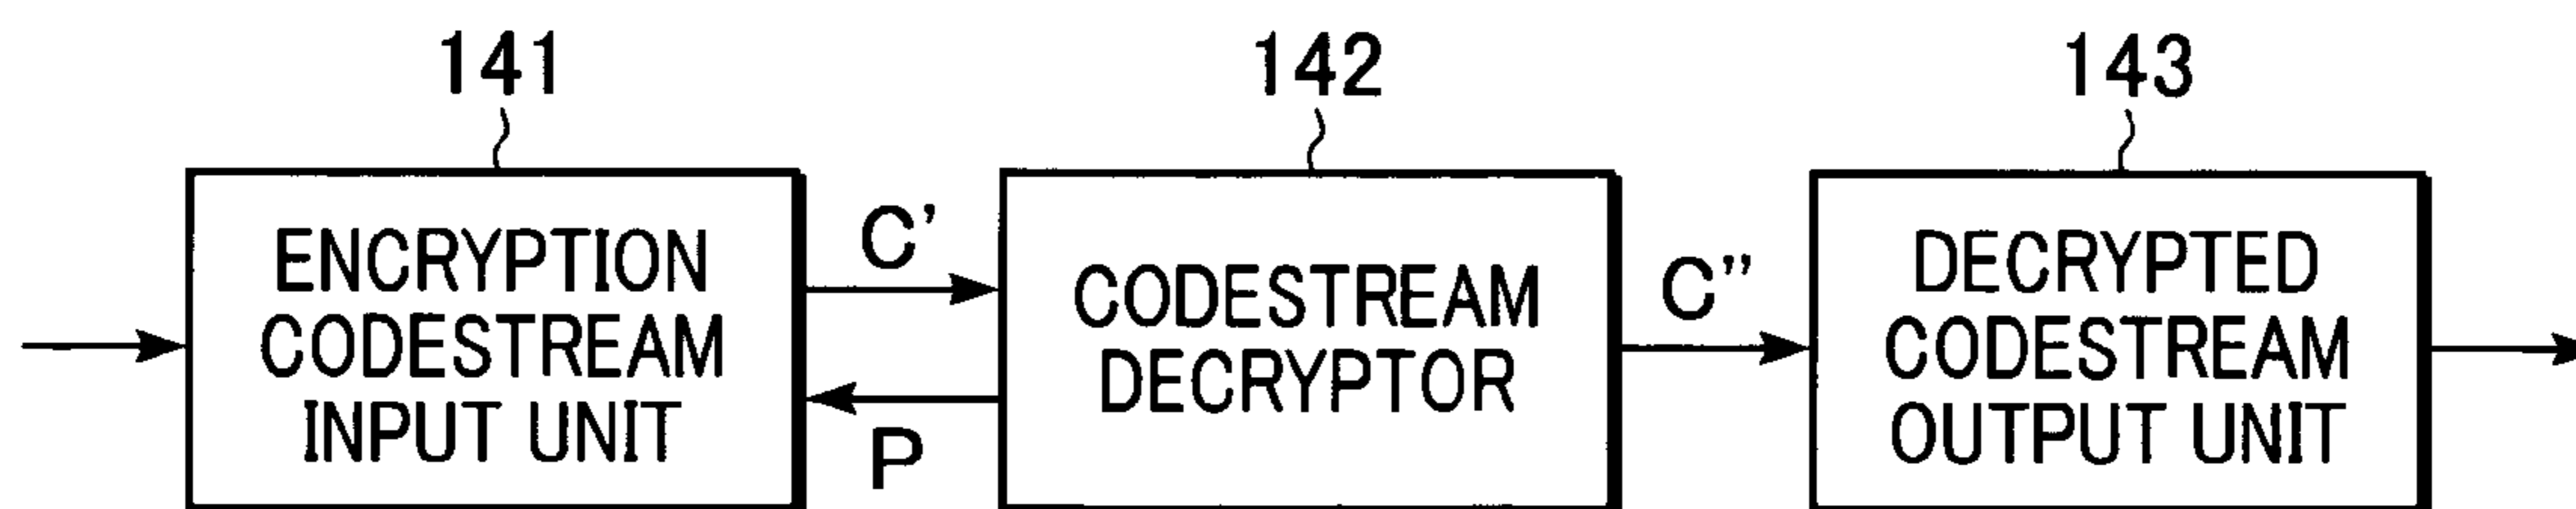 141
142
143
ENCRYPTION
CODESTREAM
INPUT UNIT
C'
P
CODESTREAM
DECRYPTOR
C"
DECRYPTED
CODESTREAM
OUTPUT UNIT